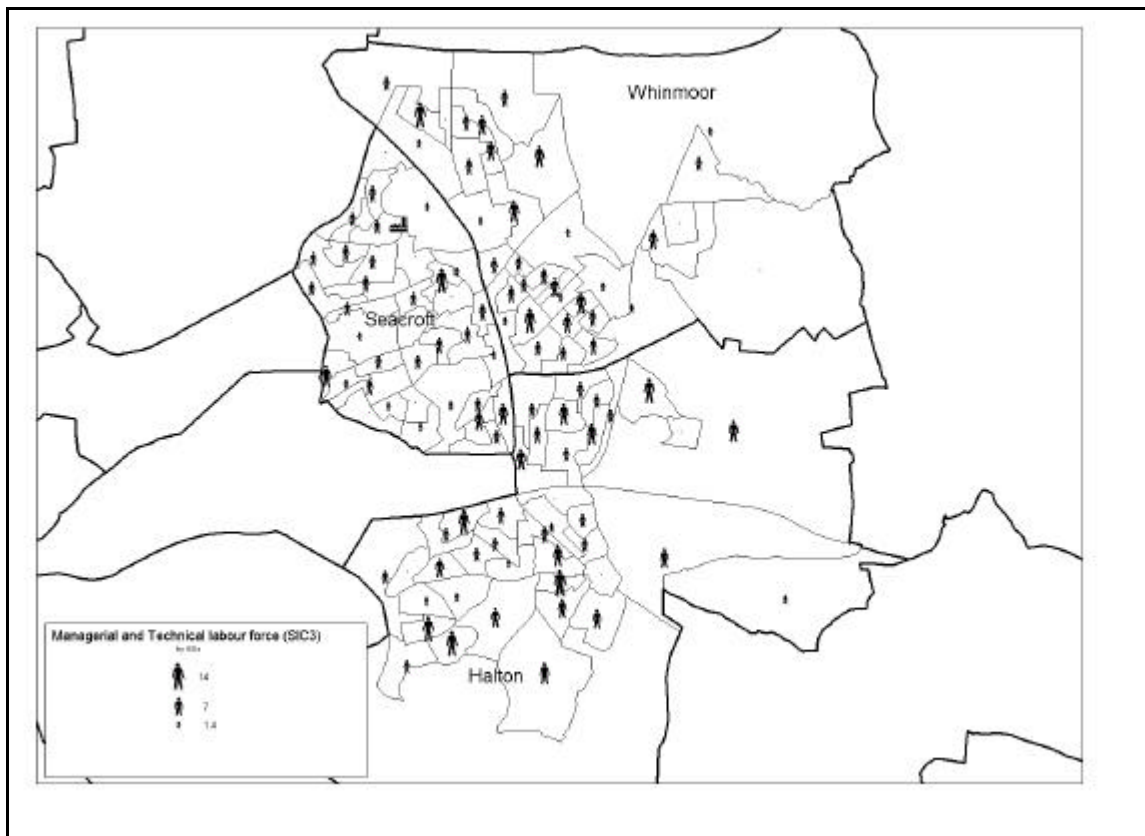 Whinmoor
Seacroft
Managerial and Technical labour force (SIC3)
14
7
1.4
Halton